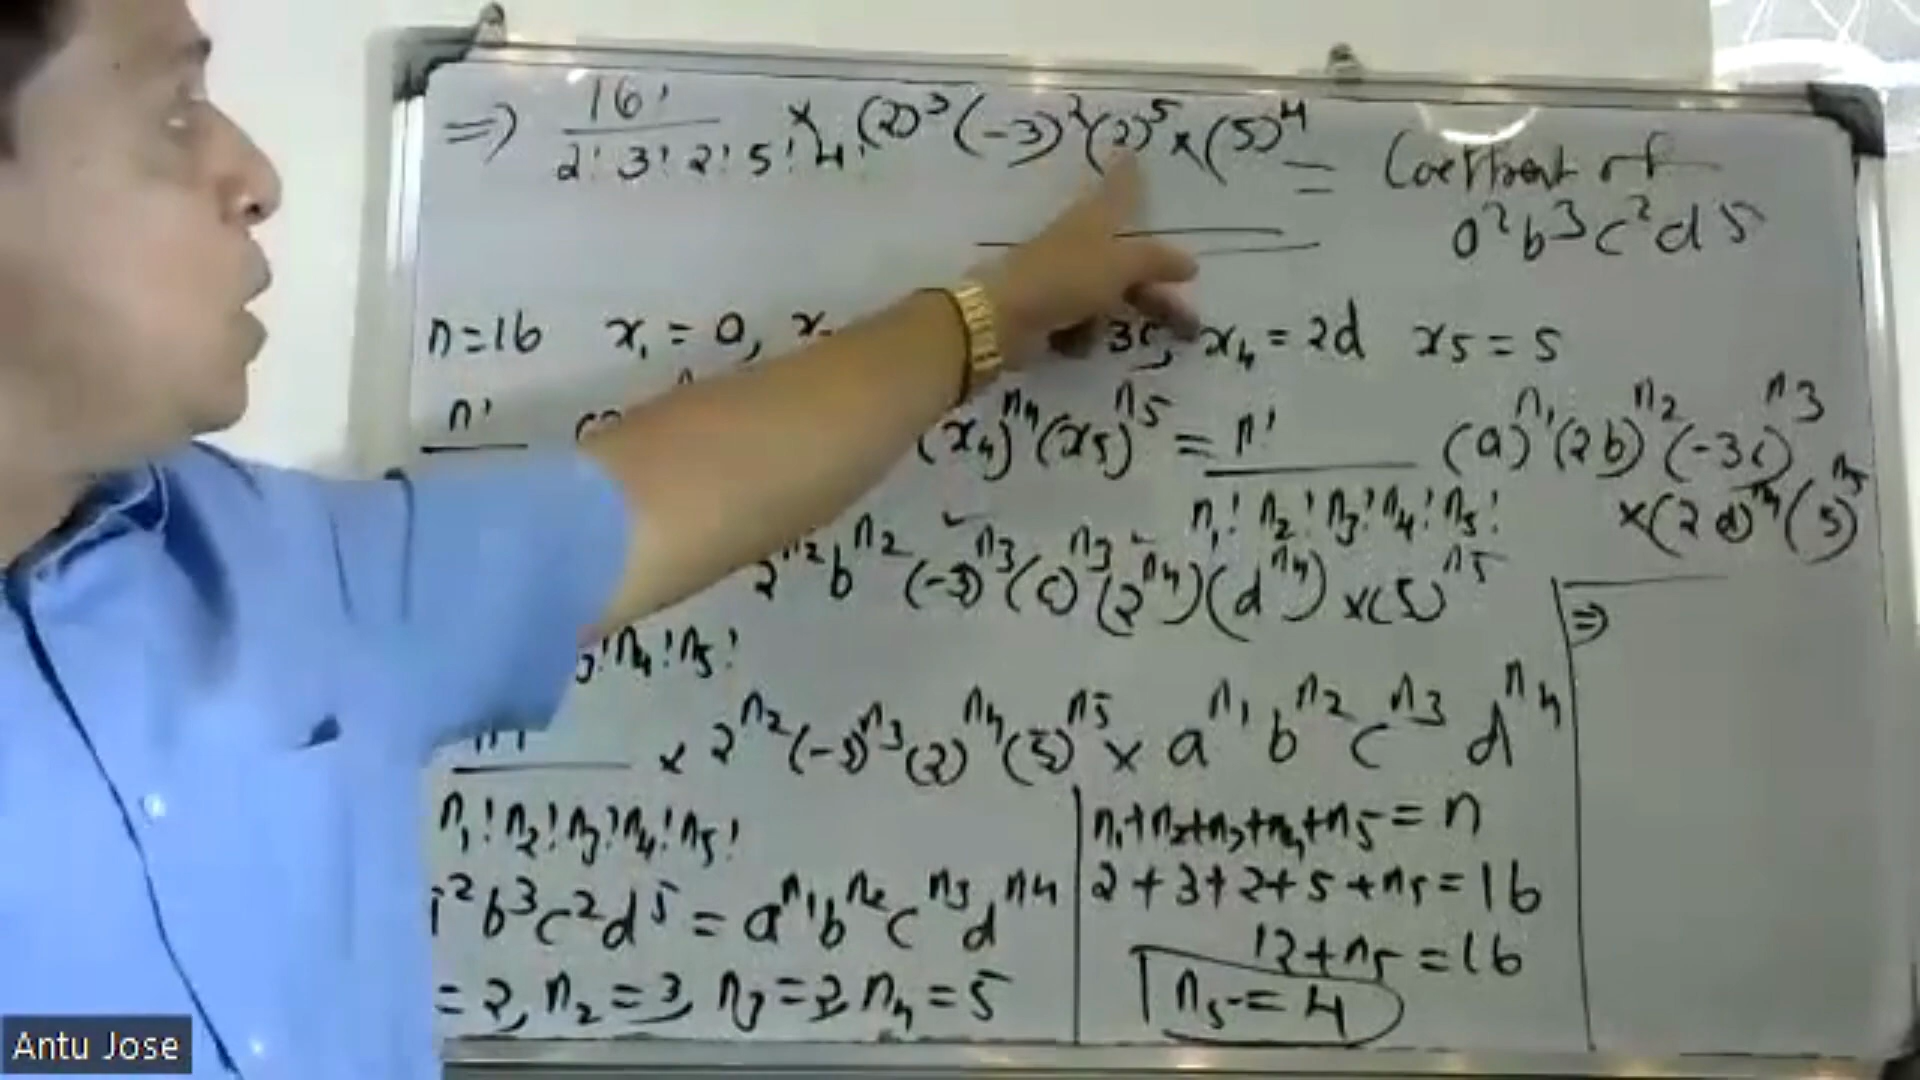 => 16! / 2! 3! 2! 5! 4! × (2)^3 (-3)^2 (2)^5 × (5)^4 = Coefficient of
a^2 b^3 c^2 d^5
n=16 x₁ = a, 3c, x₄ = 2d x₅ = 5
n! (x₄)^n₄ (x₅)^n₅ = n! / n₁! n₂! n₃! n₄! n₅! (a)^n₁ (2b)^n₂ (-3c)^n₃
×(2d)^n₄ (5)^n₅
2^n₂ b^n₂ (-3)^n₃ (c)^n₃ (2^n₄)(d^n₄) ×(5)^n₅
=>
! n₄! n₅!
n! / n₁! n₂! n₃! n₄! n₅! × 2^n₂ (-3)^n₃ (2)^n₄ (5)^n₅ × a^n₁ b^n₂ c^n₃ d^n₄
n₁+n₂+n₃+n₄+n₅ = n
^2 b^3 c^2 d^5 = a^n₁ b^n₂ c^n₃ d^n₄
2+3+2+5+n₅=16
12+n₅=16
= 2, n₂ = 3, n₃ = 2, n₄ = 5
n₅ = 4
Antu Jose